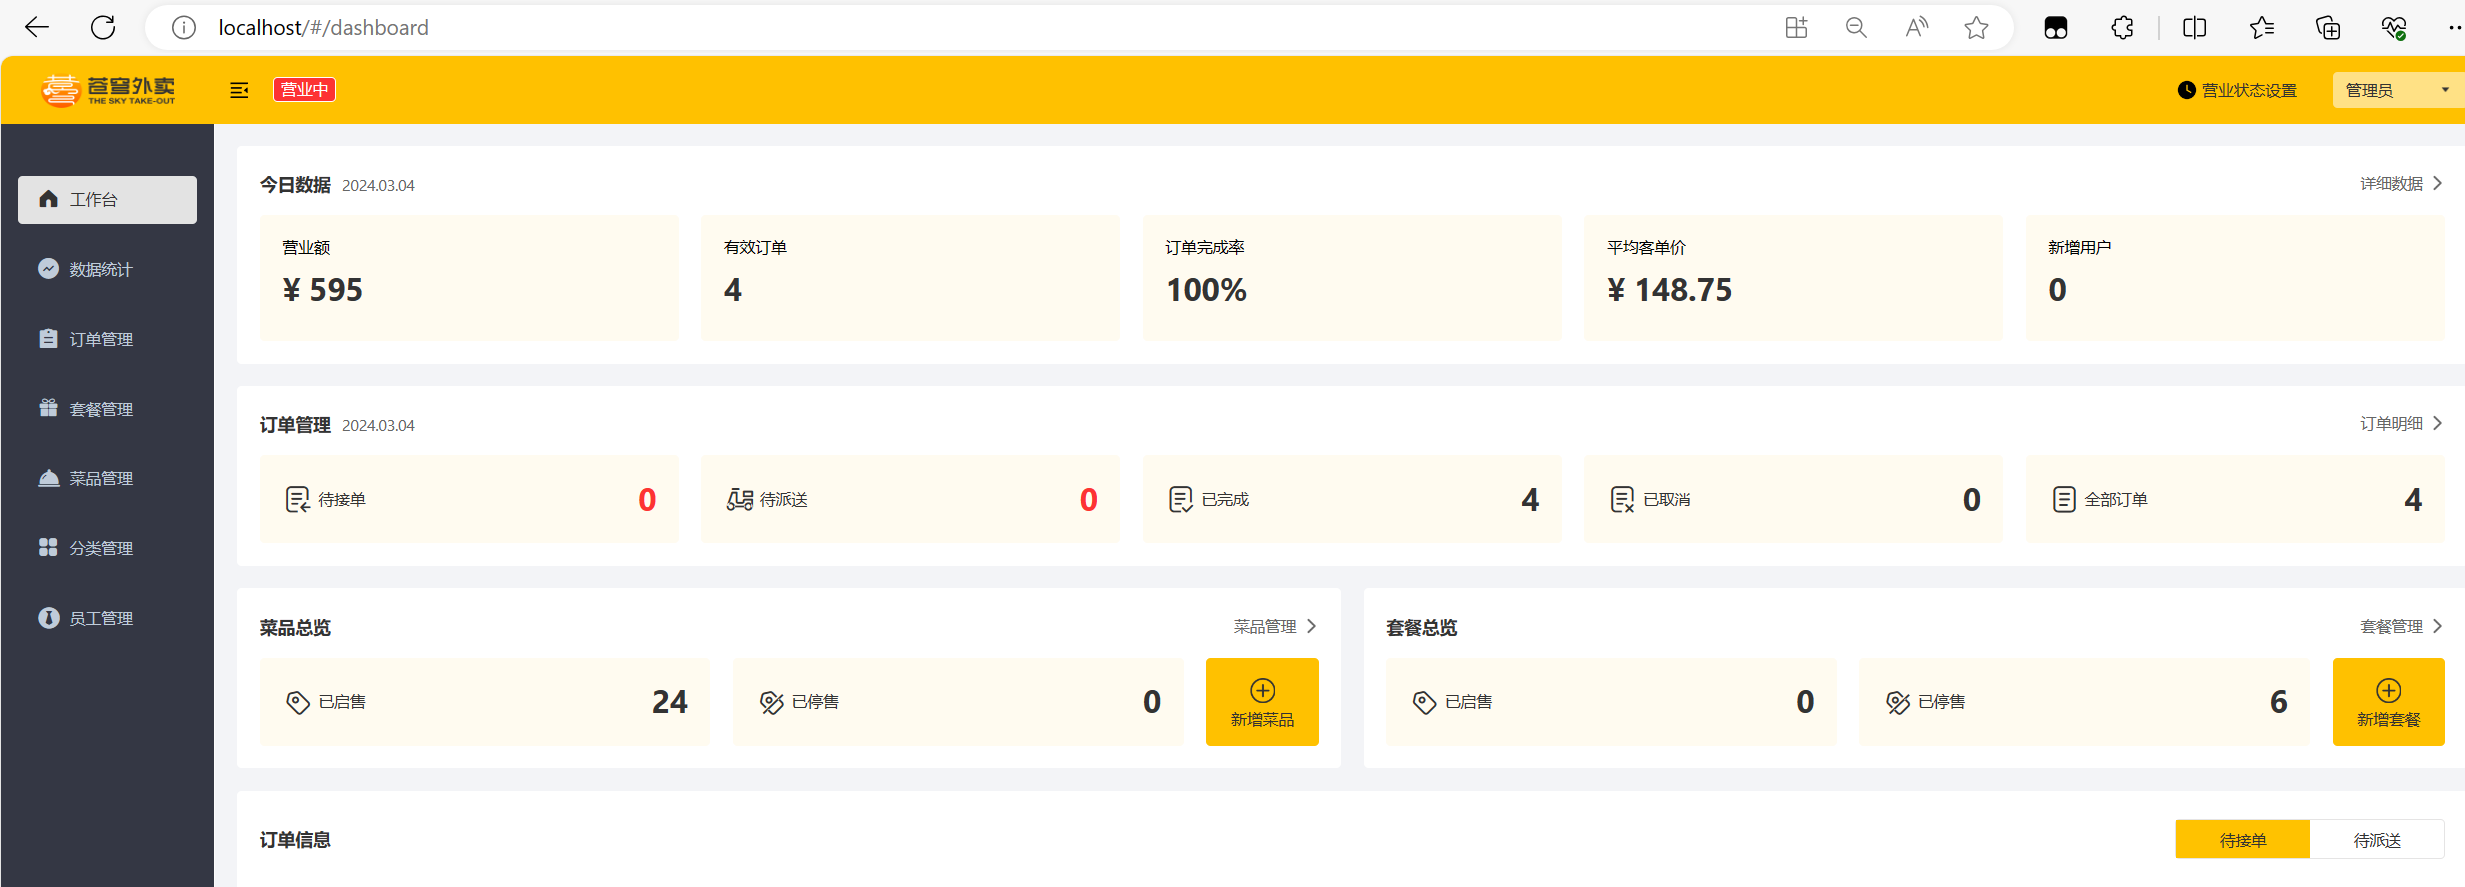 localhost/#/dashboard
苍穹外卖
THE SKY TAKE-OUT
营业中
营业状态设置
管理员
工作台
数据统计
订单管理
套餐管理
菜品管理
分类管理
员工管理
今日数据 2024.03.04
详细数据
营业额
¥ 595
有效订单
4
订单完成率
100%
平均客单价
¥ 148.75
新增用户
0
订单管理 2024.03.04
订单明细
待接单 0
待派送 0
已完成 4
已取消 0
全部订单 4
菜品总览
菜品管理
已启售 24
已停售 0
新增菜品
套餐总览
套餐管理
已启售 0
已停售 6
新增套餐
订单信息
待接单
待派送